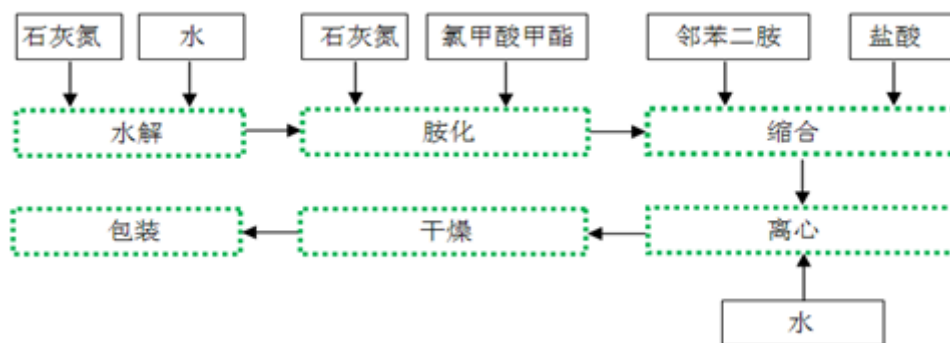 石灰氮 水 石灰氮 氯甲酸甲酯 邻苯二胺 盐酸
水解 胺化 缩合
包装 干燥 离心
水